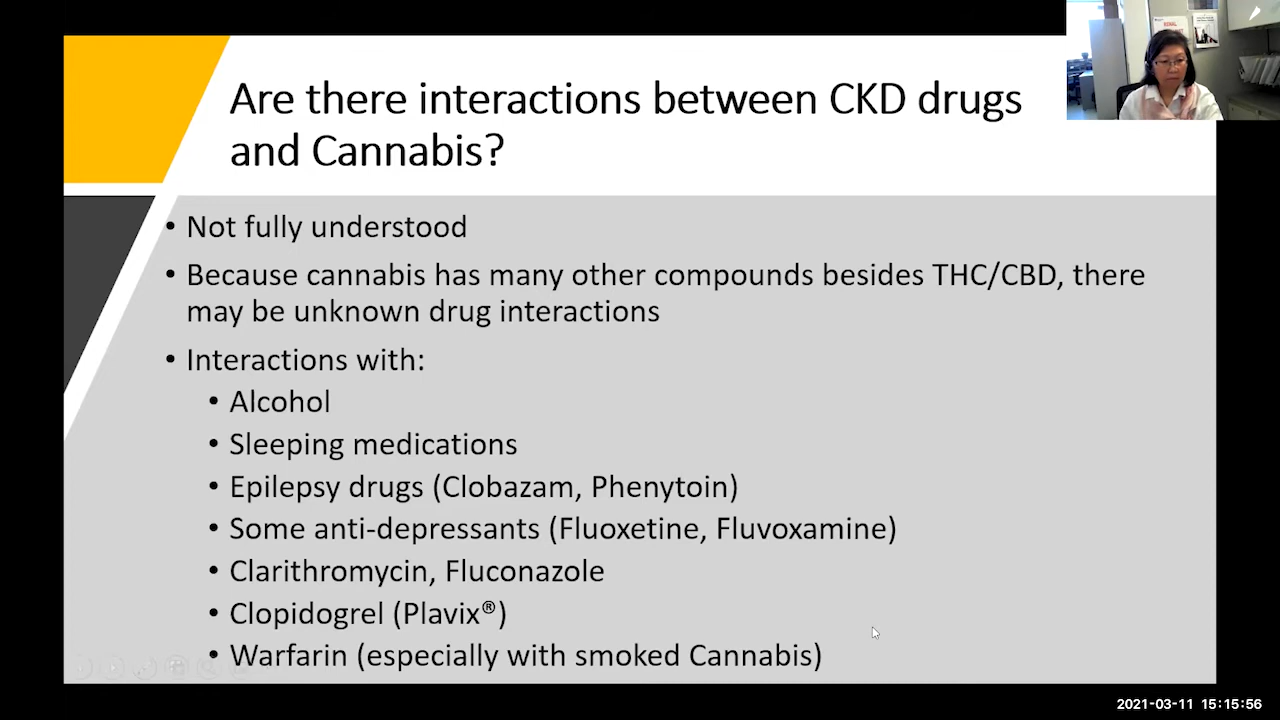 Are there interactions between CKD drugs
and Cannabis?
• Not fully understood
• Because cannabis has many other compounds besides THC/CBD, there
may be unknown drug interactions
• Interactions with:
• Alcohol
• Sleeping medications
• Epilepsy drugs (Clobazam, Phenytoin)
• Some anti-depressants (Fluoxetine, Fluvoxamine)
• Clarithromycin, Fluconazole
• Clopidogrel (Plavix®)
• Warfarin (especially with smoked Cannabis)
2021-03-11 15:15:56